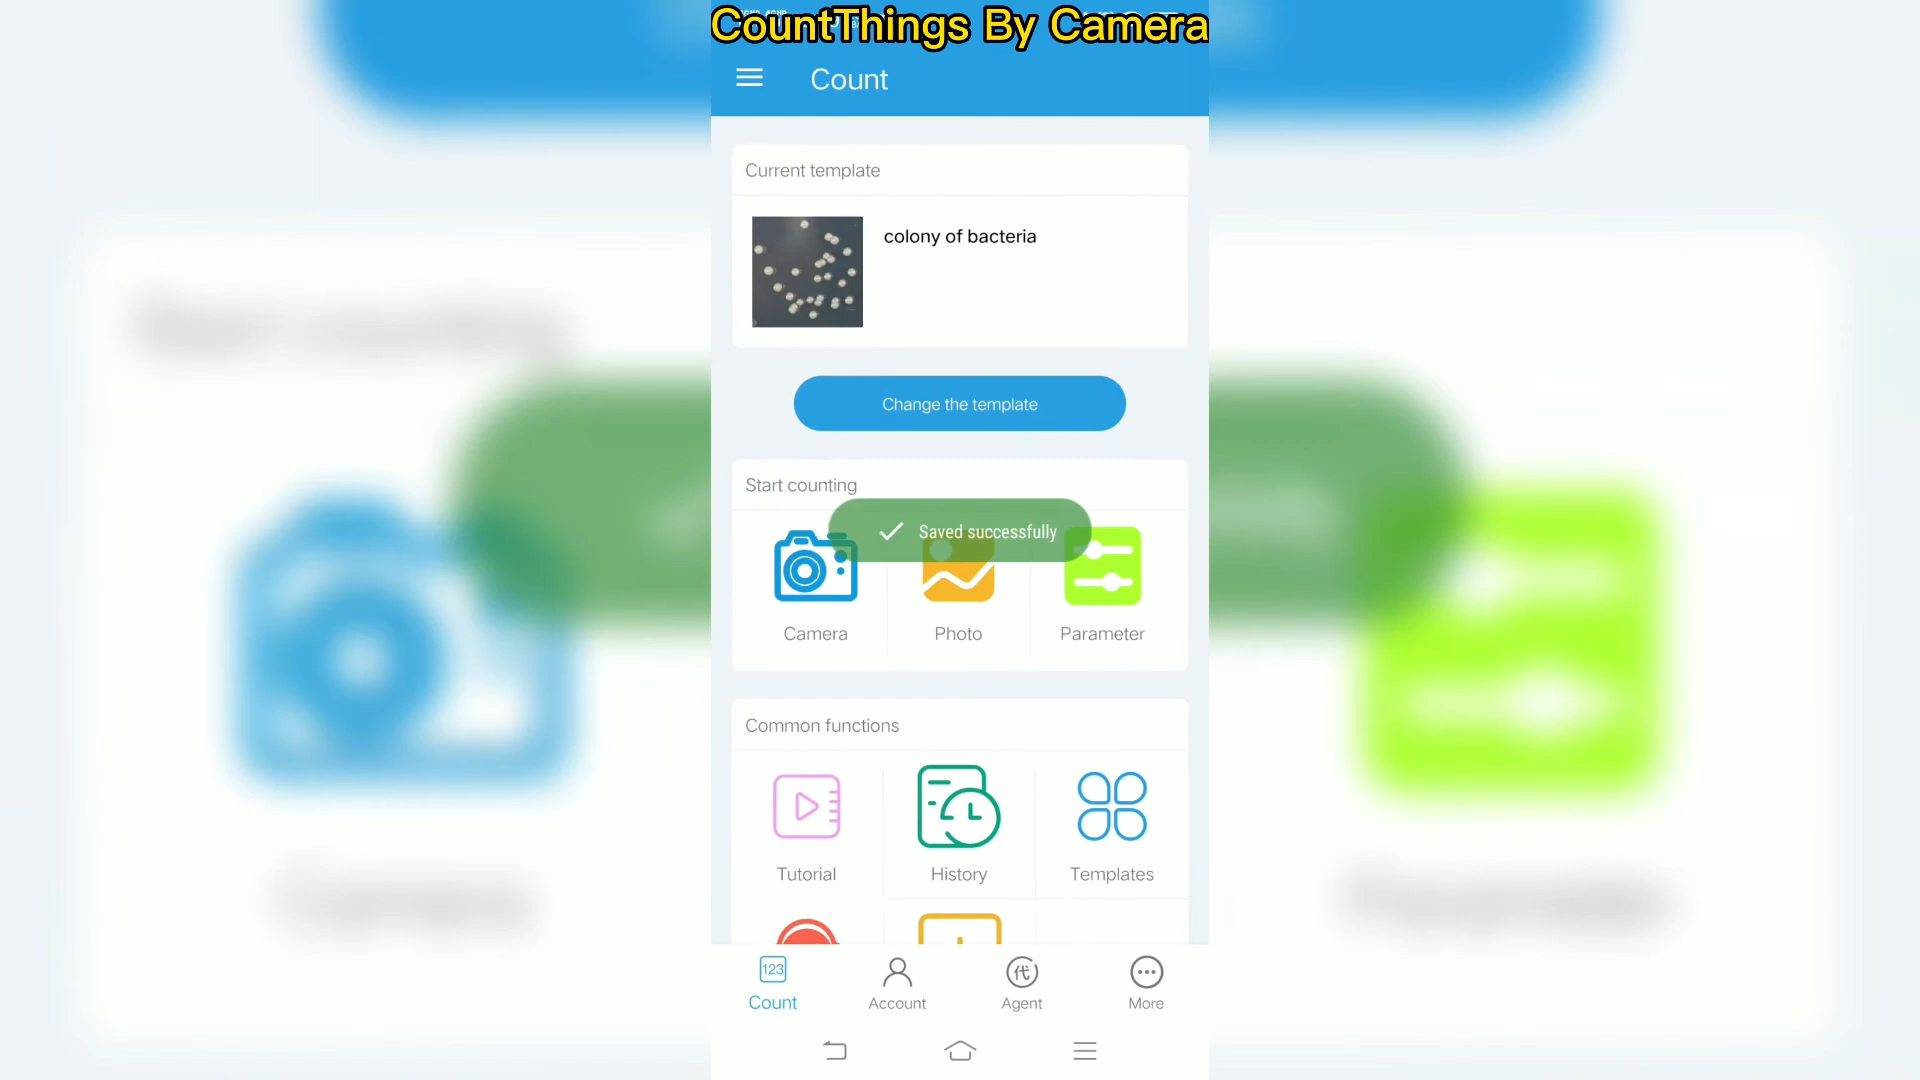 CountThings By Camera
Count
Current template
colony of bacteria
Change the template
Start counting
Saved successfully
Camera
Photo
Parameter
Common functions
Tutorial
History
Templates
123
代
Count
Account
Agent
More